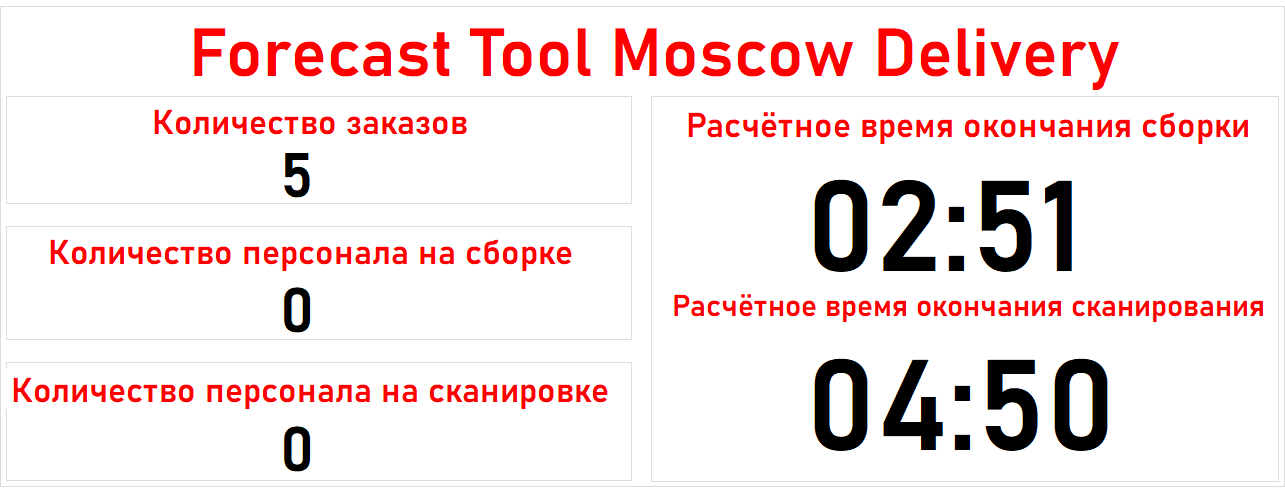 Forecast Tool Moscow Delivery
Количество заказов
5
Количество персонала на сборке
0
Количество персонала на сканировке
0
Расчётное время окончания сборки
02:51
Расчётное время окончания сканирования
04:50